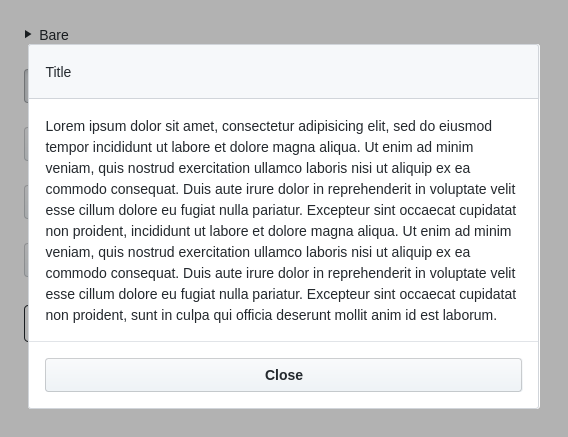 Bare
Title
Lorem ipsum dolor sit amet, consectetur adipisicing elit, sed do eiusmod
tempor incididunt ut labore et dolore magna aliqua. Ut enim ad minim
veniam, quis nostrud exercitation ullamco laboris nisi ut aliquip ex ea
commodo consequat. Duis aute irure dolor in reprehenderit in voluptate velit
esse cillum dolore eu fugiat nulla pariatur. Excepteur sint occaecat cupidatat
non proident, incididunt ut labore et dolore magna aliqua. Ut enim ad minim
veniam, quis nostrud exercitation ullamco laboris nisi ut aliquip ex ea
commodo consequat. Duis aute irure dolor in reprehenderit in voluptate velit
esse cillum dolore eu fugiat nulla pariatur. Excepteur sint occaecat cupidatat
non proident, sunt in culpa qui officia deserunt mollit anim id est laborum.
Close